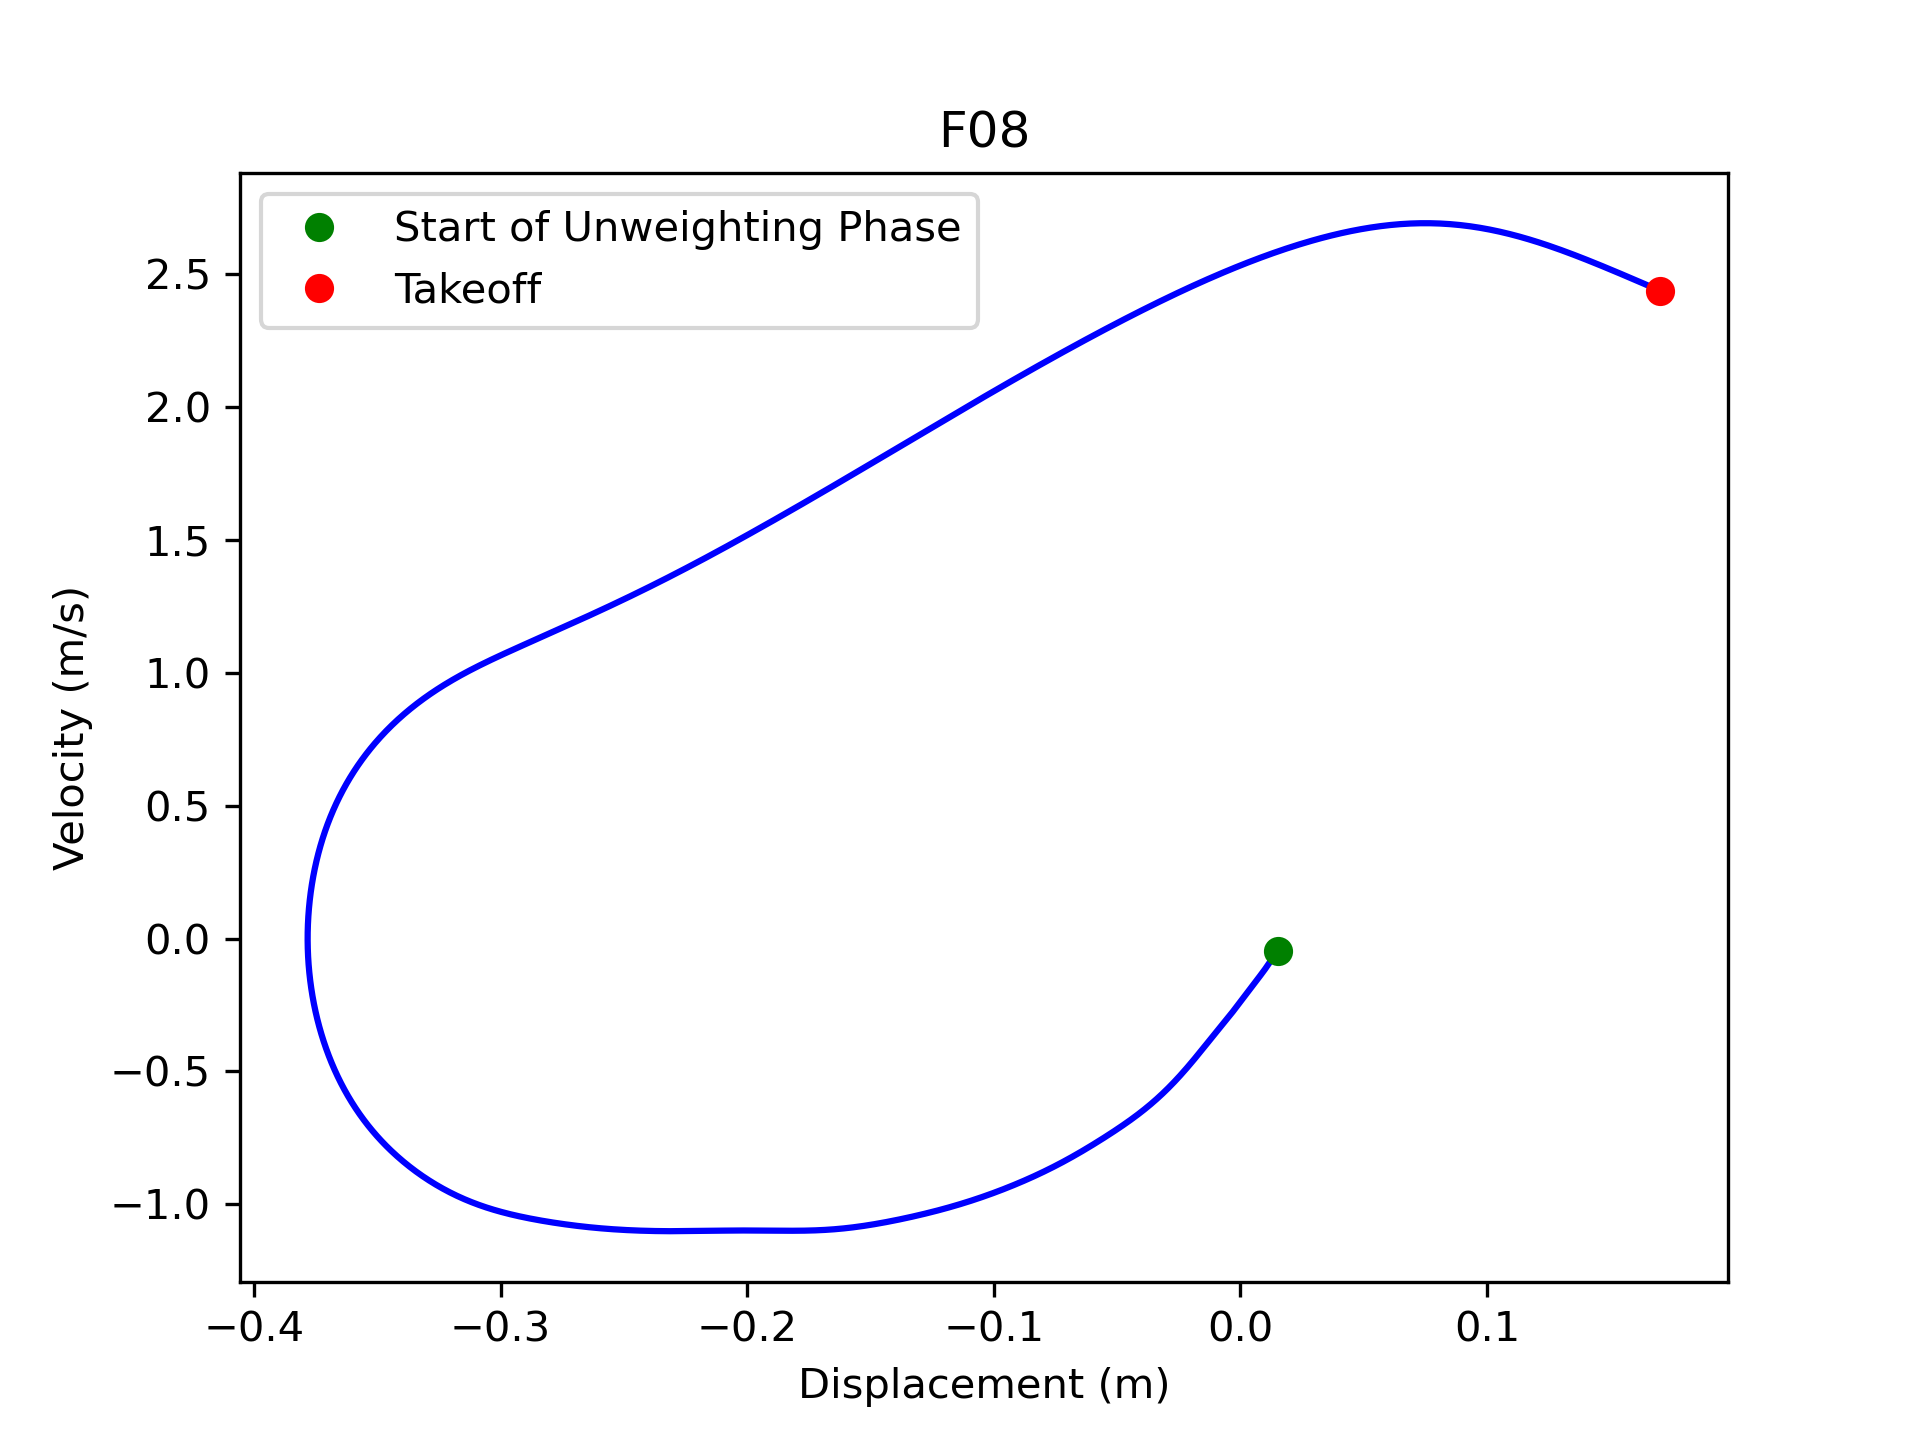 F08
Start of Unweighting Phase
Takeoff
2.5
2.0
1.5
1.0
0.5
0.0
−0.5
−1.0
Velocity (m/s)
−0.4 −0.3 −0.2 −0.1 0.0 0.1
Displacement (m)